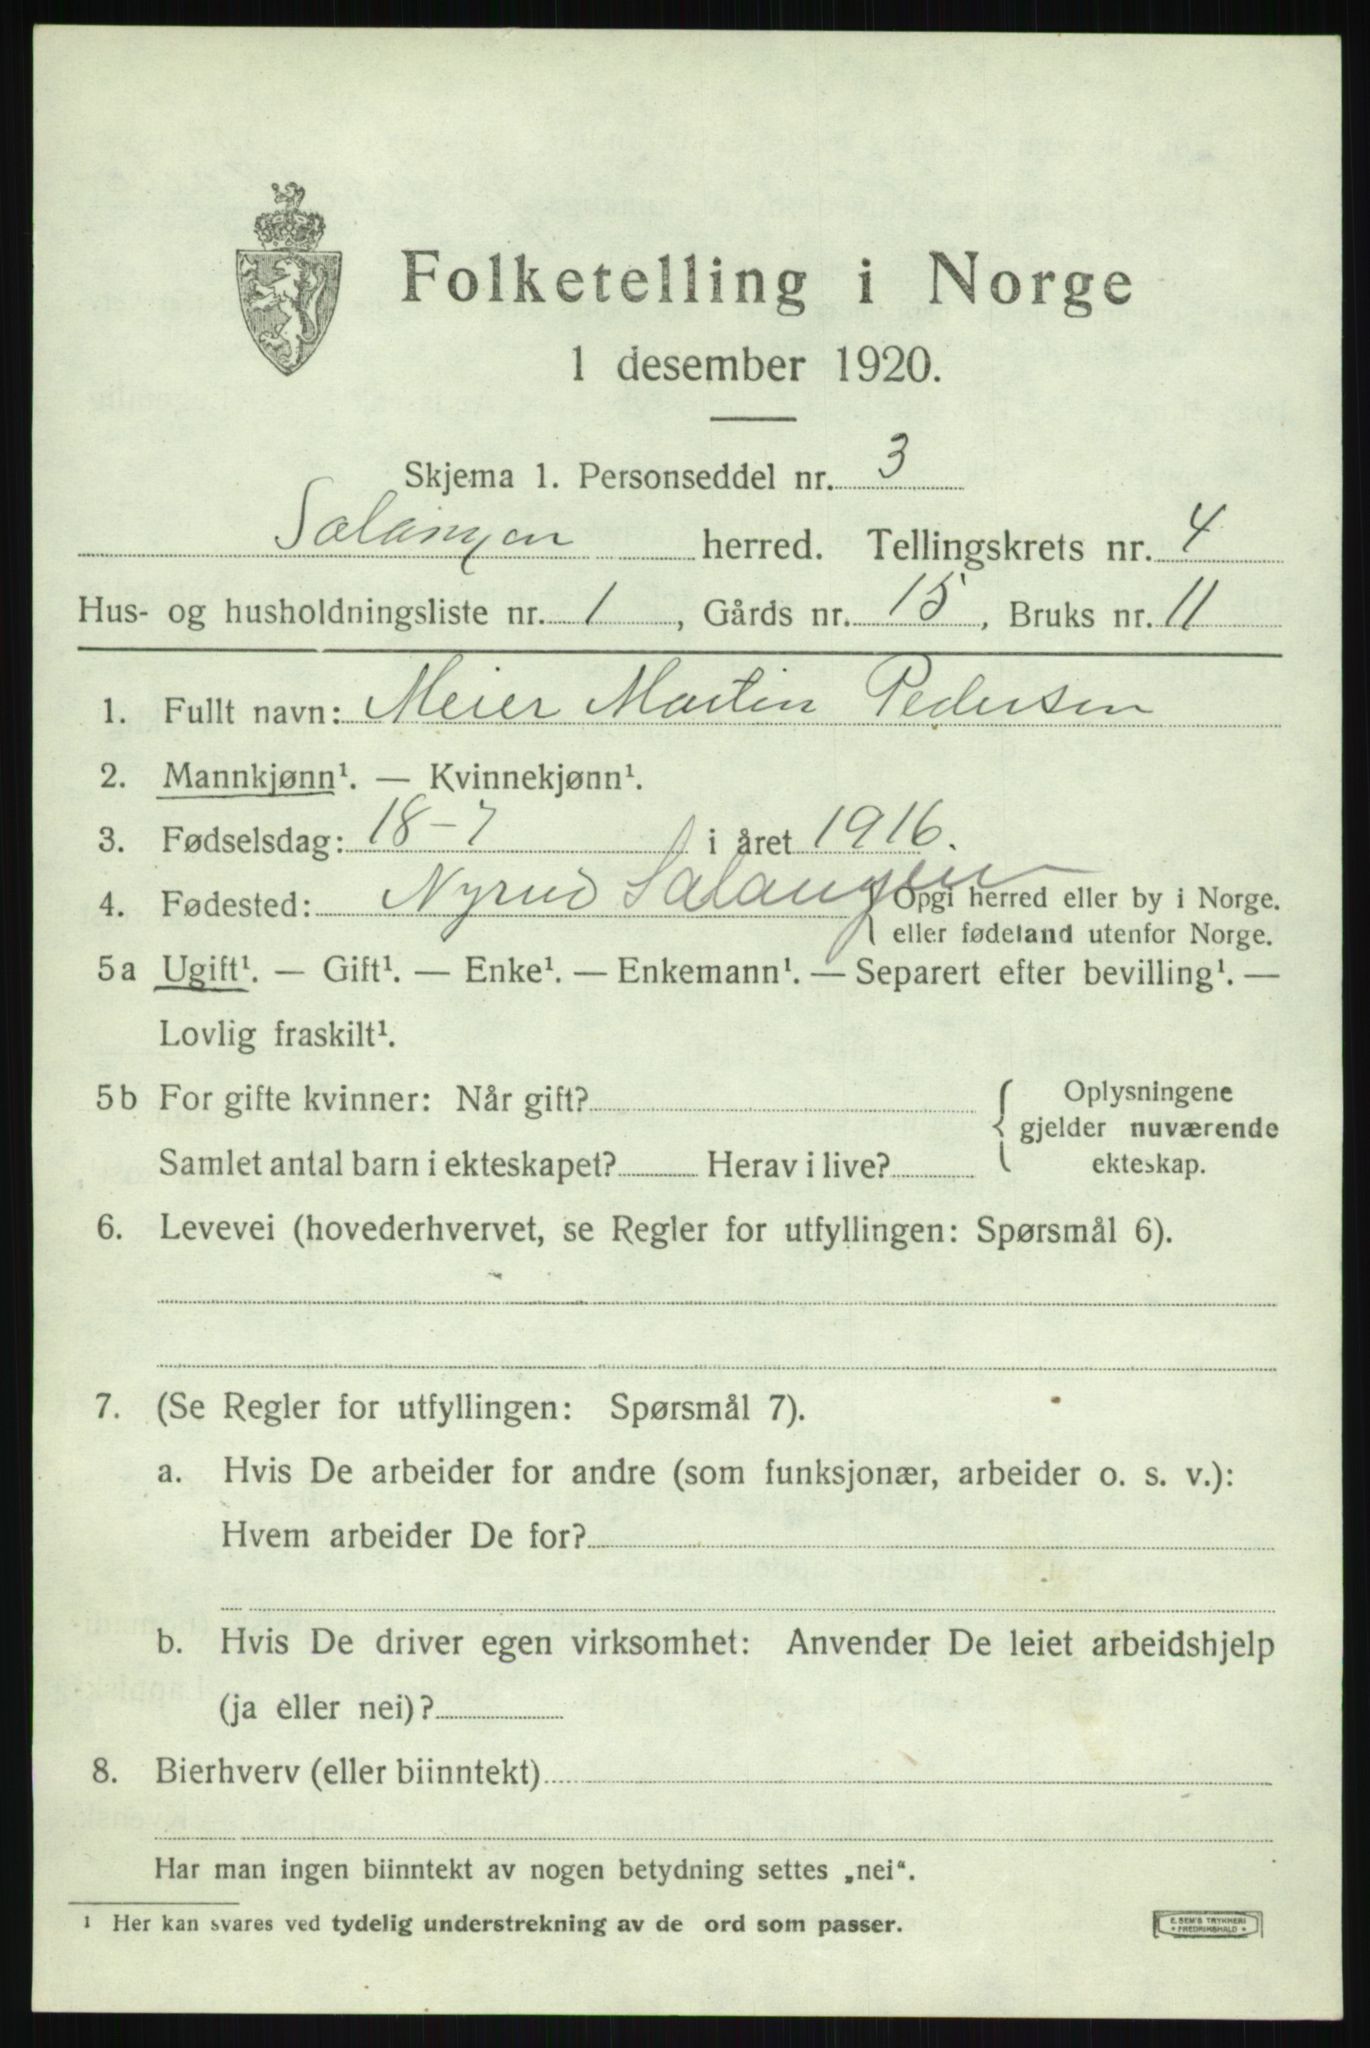 Folketelling i Norge
1 desember 1920.
Skjema 1. Personseddel nr. 3
Salangen herred. Tellingskrets nr. 4
Hus- og husholdningsliste nr. 1, Gårds nr. 15, Bruks nr. 11
1. Fullt navn: Meier Martin Pedersen
2. Mannkjønn¹. — Kvinnekjønn¹.
3. Fødselsdag: 18-7 i året 1916.
4. Fødested: Nyrud Salangen { Opgi herred eller by i Norge.
eller fødeland utenfor Norge.
5a Ugift¹. — Gift¹. — Enke¹. — Enkemann¹. — Separert efter bevilling¹. —
Lovlig fraskilt¹.
5b For gifte kvinner: Når gift? { Oplysningene
gjelder nuværende
Samlet antal barn i ekteskapet? Herav i live? ekteskap.
6. Levevei (hovederhvervet, se Regler for utfyllingen: Spørsmål 6).
7. (Se Regler for utfyllingen: Spørsmål 7).
a. Hvis De arbeider for andre (som funksjonær, arbeider o. s. v.):
Hvem arbeider De for?
b. Hvis De driver egen virksomhet: Anvender De leiet arbeidshjelp
(ja eller nei)?
8. Bierhverv (eller biinntekt)
Har man ingen biinntekt av nogen betydning settes „nei“.
¹ Her kan svares ved tydelig understrekning av de ord som passer.
E. SEM'S TRYKKERI
• FREDRIKSHALD •